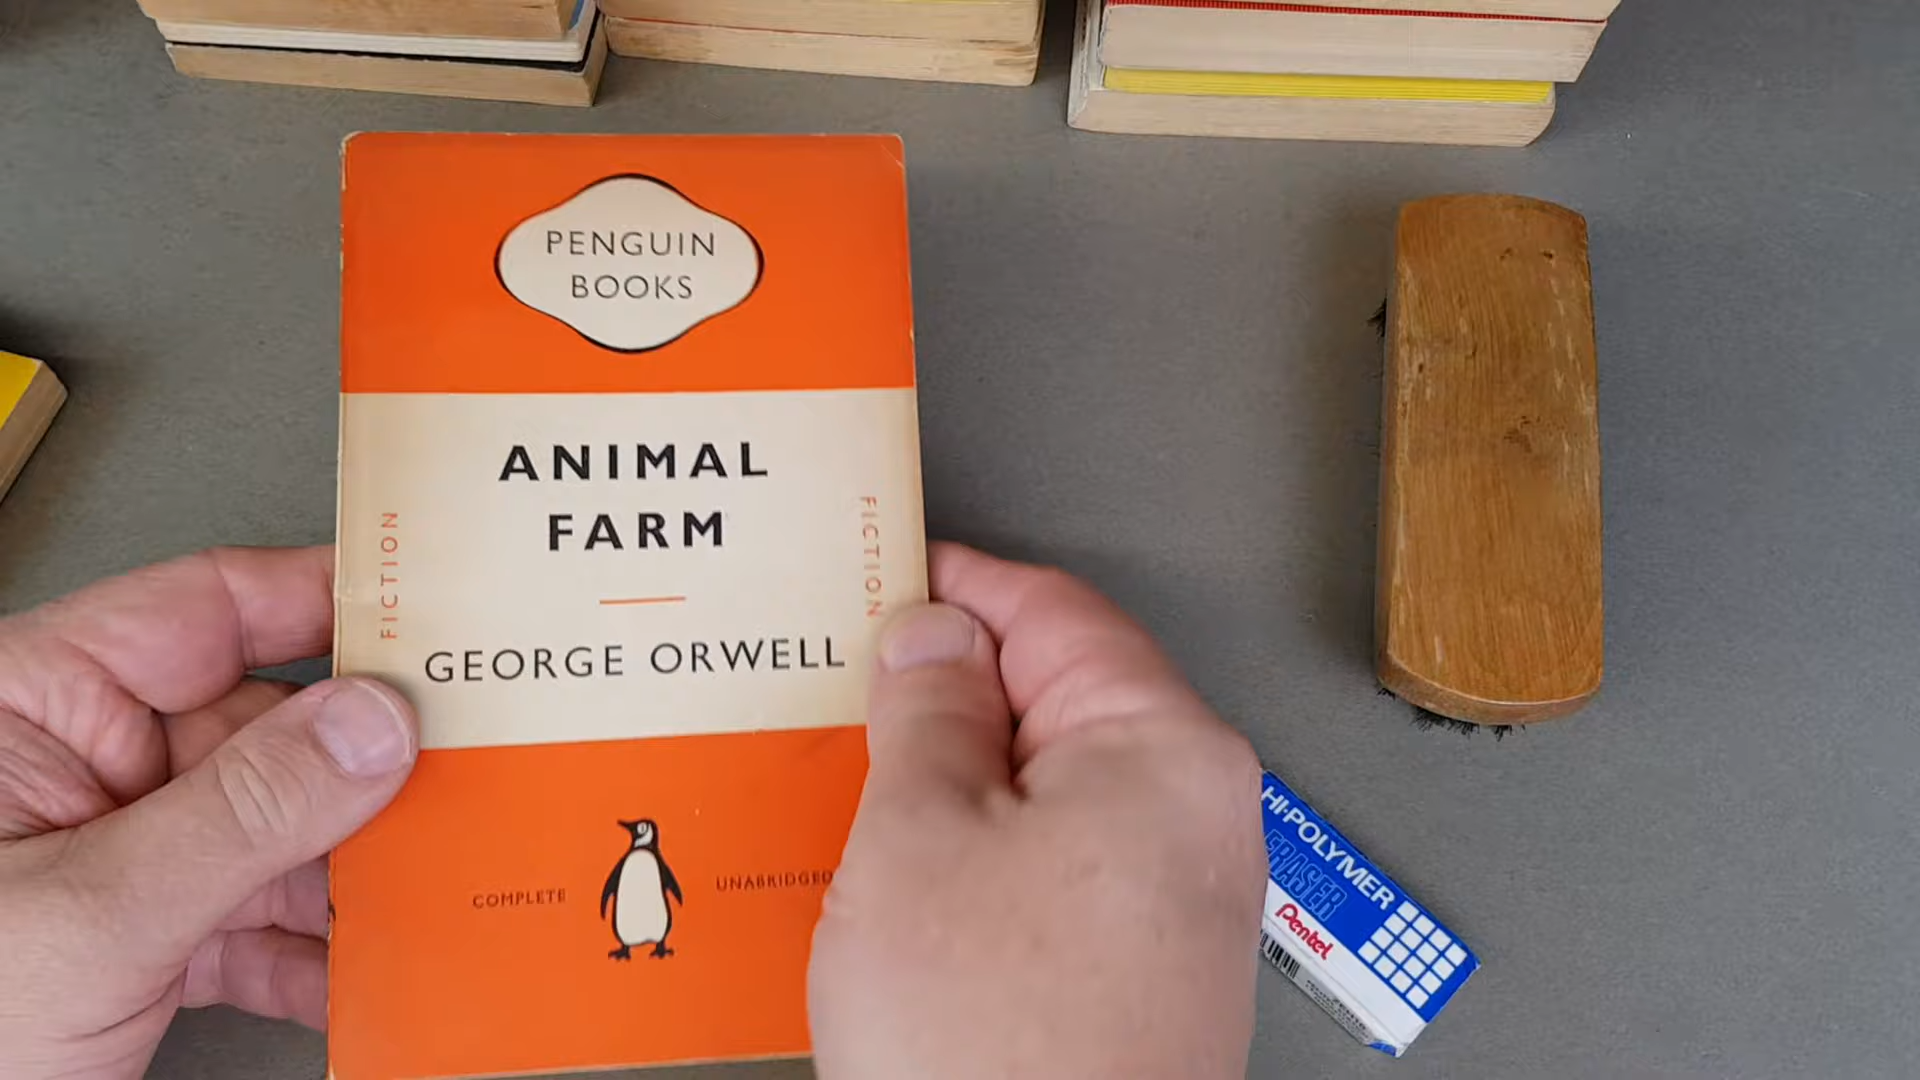 PENGUIN
BOOKS
ANIMAL
FARM
FICTION
FICTION
GEORGE ORWELL
COMPLETE
UNABRIDGED
HI-POLYMER
ERASER
Pentel